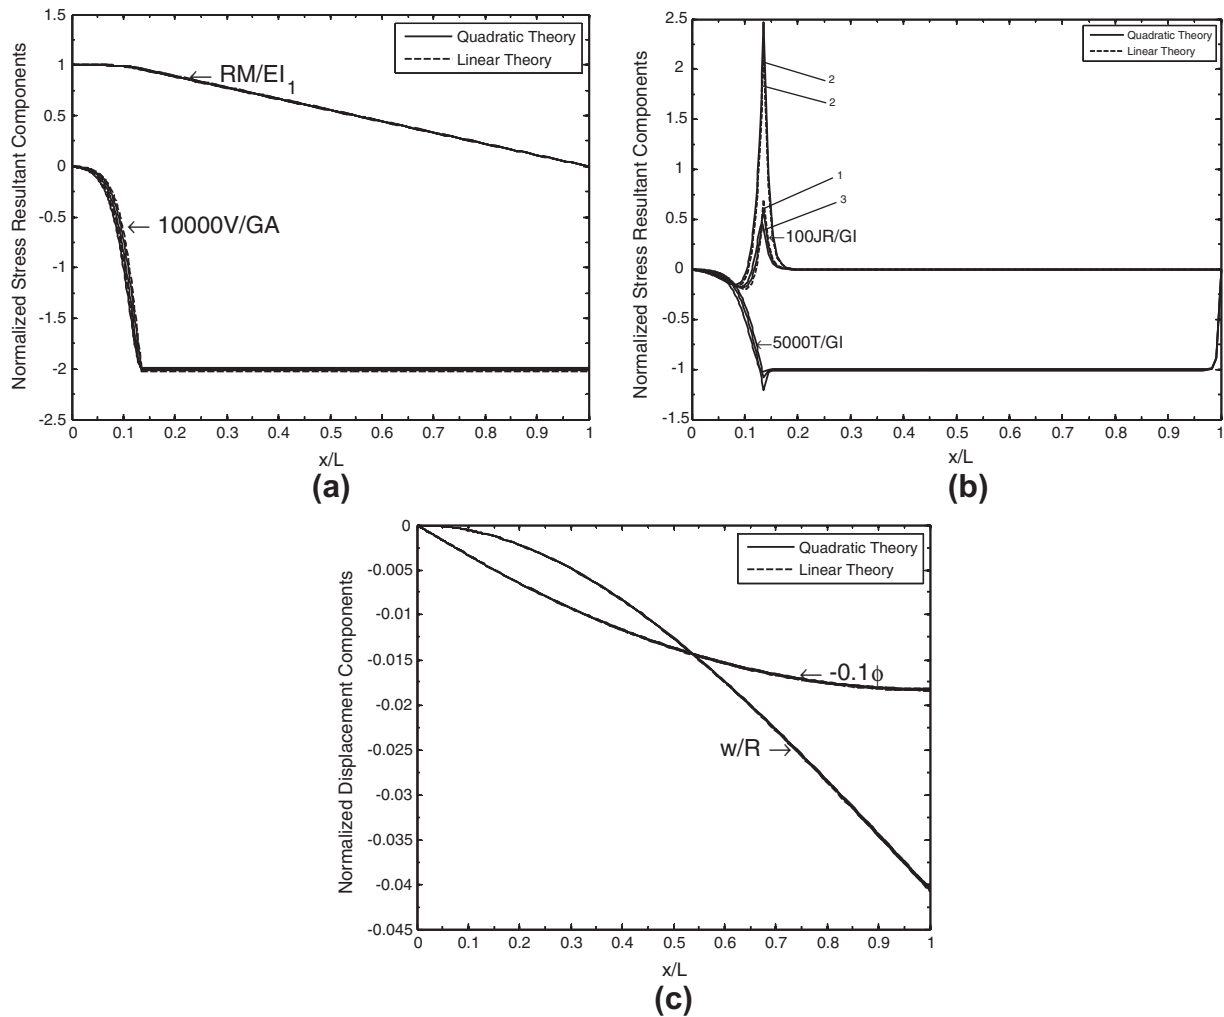 Normalized Stress Resultant Components
1.5
1
0.5
0
-0.5
-1
-1.5
-2
-2.5
Quadratic Theory
Linear Theory
← RM/EI1
← 10000V/GA
0 0.1 0.2 0.3 0.4 0.5 0.6 0.7 0.8 0.9 1
x/L
(a)
Normalized Stress Resultant Components
2.5
2
1.5
1
0.5
0
-0.5
-1
-1.5
Quadratic Theory
Linear Theory
2
2
1
3
←100JR/GI
←5000T/GI
0 0.1 0.2 0.3 0.4 0.5 0.6 0.7 0.8 0.9 1
x/L
(b)
Normalized Displacement Components
0
-0.005
-0.01
-0.015
-0.02
-0.025
-0.03
-0.035
-0.04
-0.045
Quadratic Theory
Linear Theory
← -0.1ϕ
w/R →
0 0.1 0.2 0.3 0.4 0.5 0.6 0.7 0.8 0.9 1
x/L
(c)